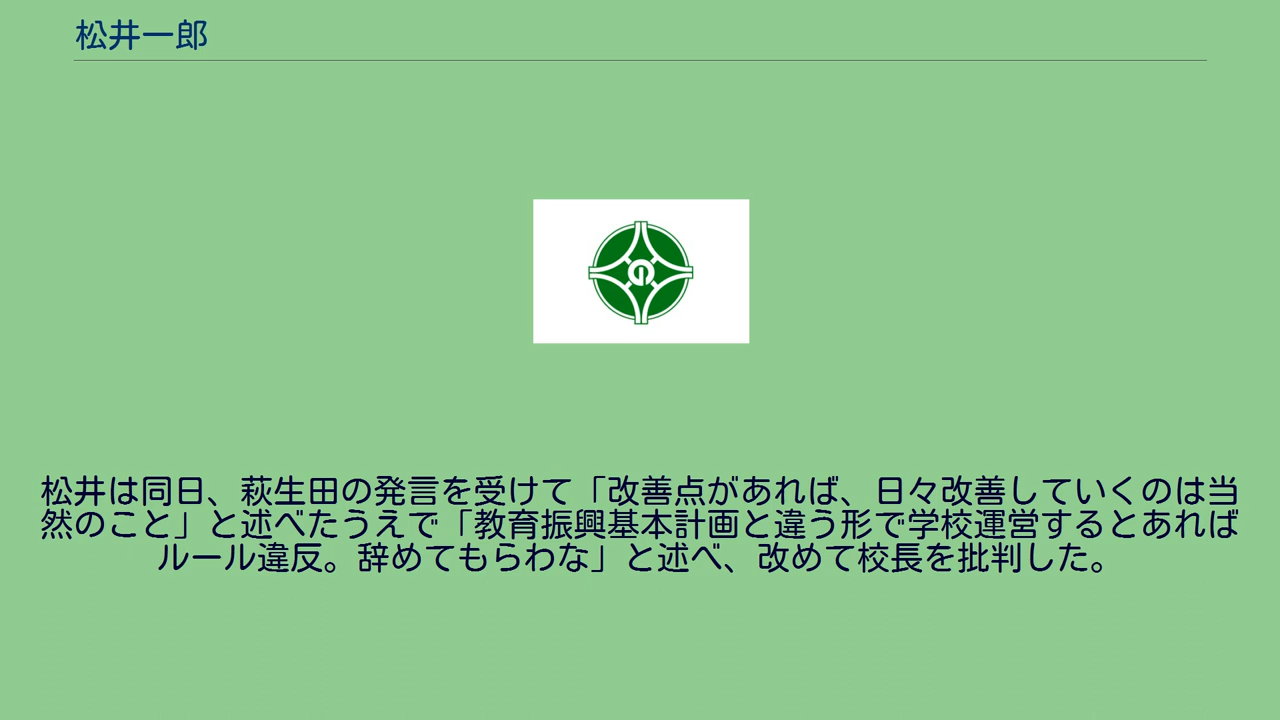 松井一郎
松井は同日、萩生田の発言を受けて「改善点があれば、日々改善していくのは当
然のこと」と述べたうえで「教育振興基本計画と違う形で学校運営するとあれば
ルール違反。辞めてもらわな」と述べ、改めて校長を批判した。